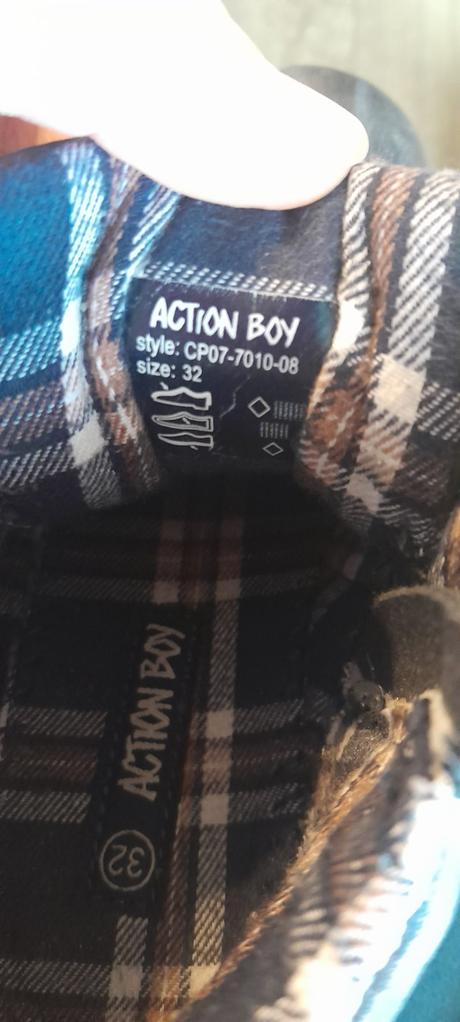 ACTION BOY
style: CP07-7010-08
size: 32
ACTION BOY
32